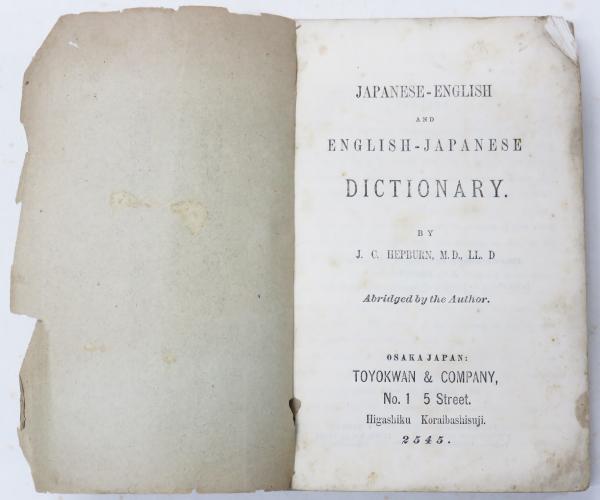 JAPANESE-ENGLISH
AND
ENGLISH-JAPANESE
DICTIONARY.
BY
J. C. HEPBURN, M. D., LL. D
Abridged by the Author.
OSAKA JAPAN:
TOYOKWAN & COMPANY,
No. 1 5 Street.
Higashiku Koraibashisuji.
2545.